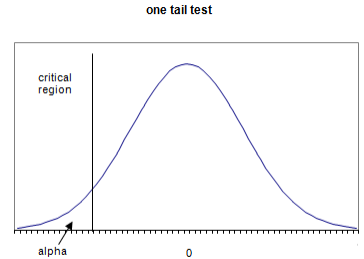 one tail test
critical
region
alpha
0